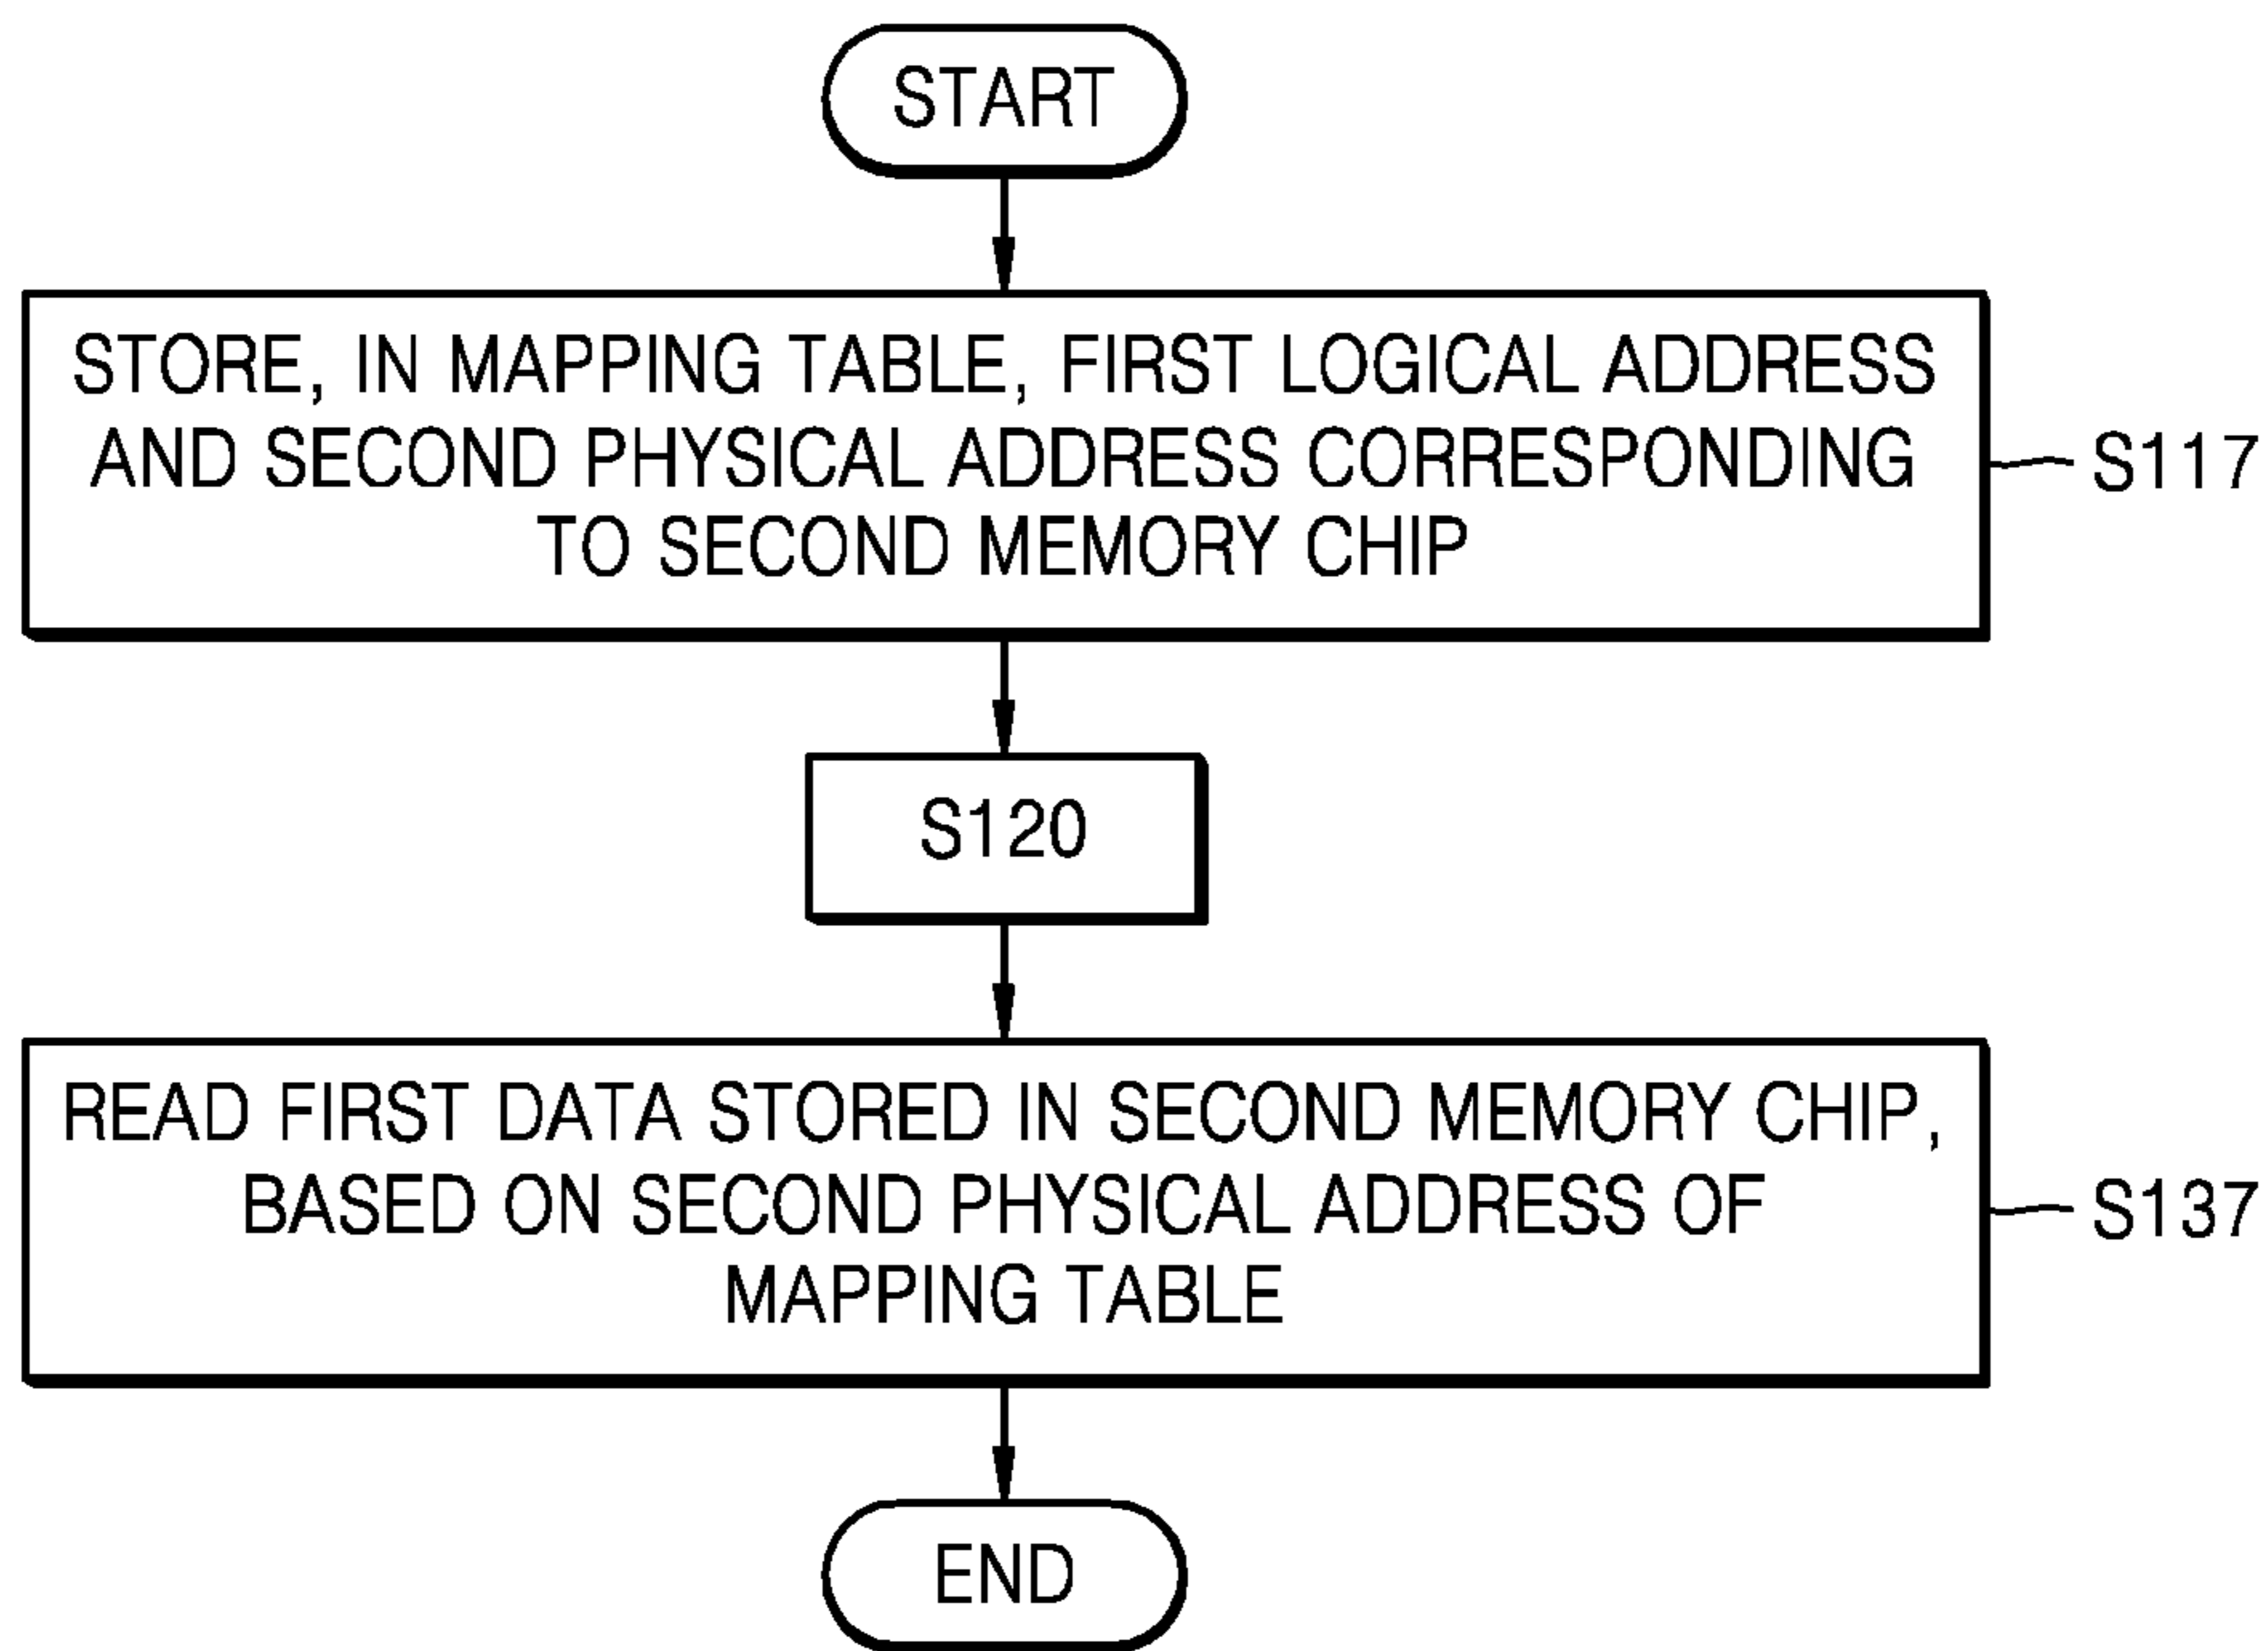 START
STORE, IN MAPPING TABLE, FIRST LOGICAL ADDRESS
AND SECOND PHYSICAL ADDRESS CORRESPONDING
TO SECOND MEMORY CHIP
S117
S120
READ FIRST DATA STORED IN SECOND MEMORY CHIP,
BASED ON SECOND PHYSICAL ADDRESS OF
MAPPING TABLE
S137
END